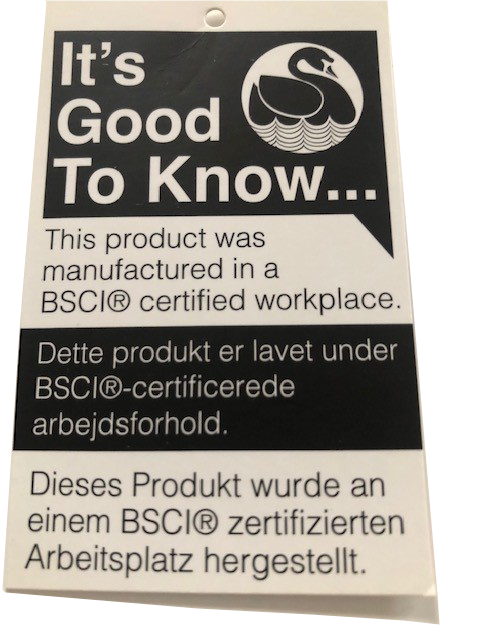 It's
Good
To Know...
This product was
manufactured in a
BSCI® certified workplace.
Dette produkt er lavet under
BSCI®-certificerede
arbejdsforhold.
Dieses Produkt wurde an
einem BSCI® zertifizierten
Arbeitsplatz hergestellt.